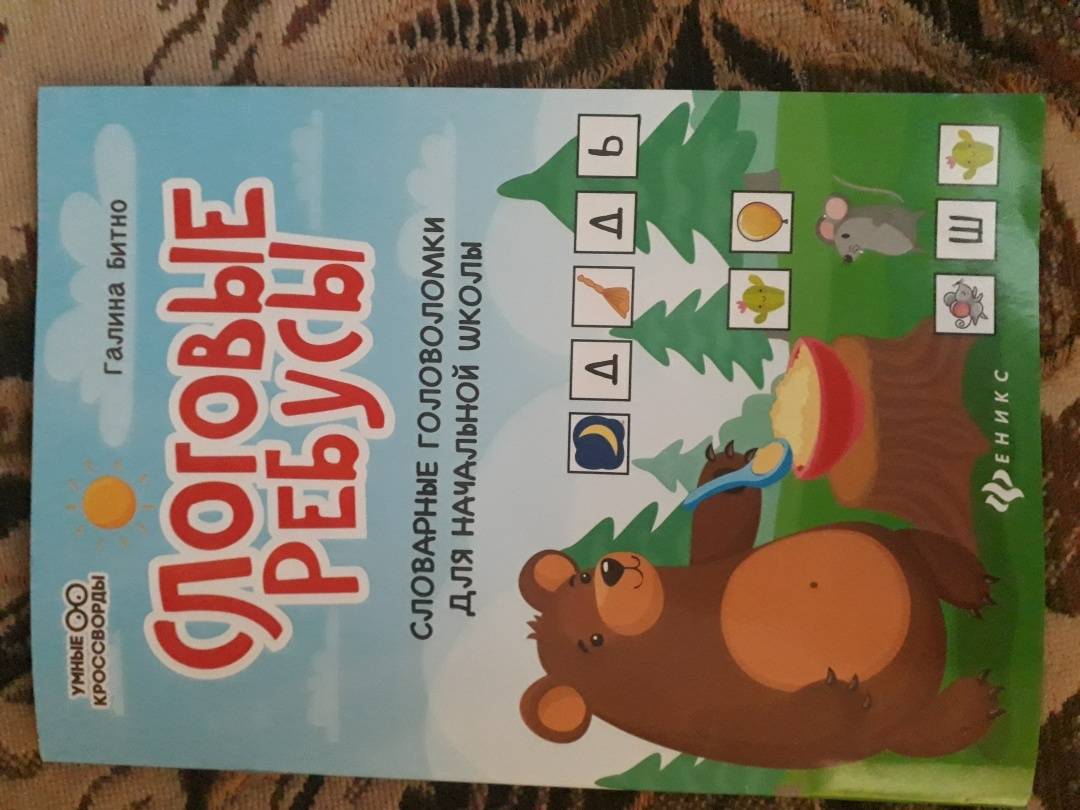 Галина Битно
УМНЫЕ
КРОССВОРДЫ
СЛОГОВЫЕ
РЕБУСЫ
СЛОВАРНЫЕ ГОЛОВОЛОМКИ
ДЛЯ НАЧАЛЬНОЙ ШКОЛЫ
Д Д Ь
Ш
ФЕНИКС